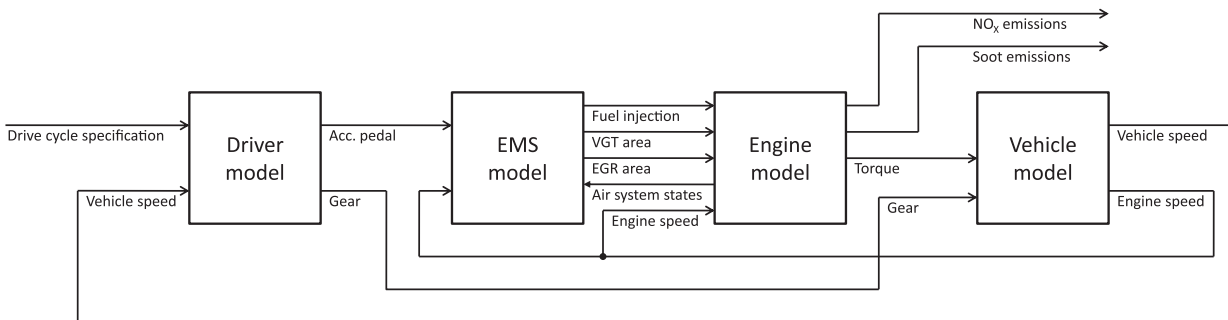 NOX emissions
Soot emissions
Drive cycle specification
Vehicle speed
Driver
model
Acc. pedal
Gear
EMS
model
Fuel injection
VGT area
EGR area
Air system states
Engine speed
Engine
model
Torque
Gear
Vehicle
model
Vehicle speed
Engine speed